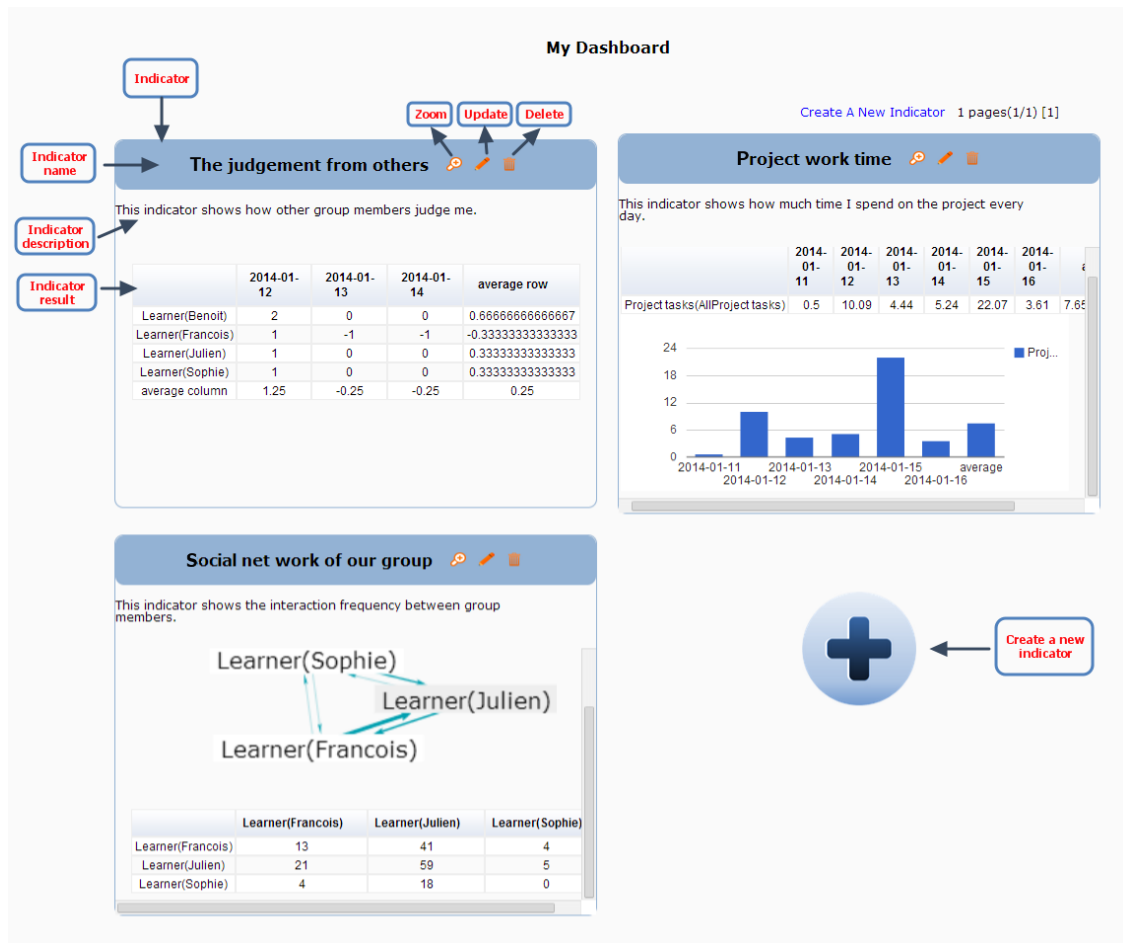 My Dashboard
Indicator
Zoom Update Delete
Create A New Indicator 1 pages(1/1) [1]
Indicator
name
The judgement from others
Indicator
description
This indicator shows how other group members judge me.
Indicator
result
2014-01-
12
2014-01-
13
2014-01-
14
average row
Learner(Benoit) 2 0 0 0.66666666666667
Learner(Francois) 1 -1 -1 -0.33333333333333
Learner(Julien) 1 0 0 0.33333333333333
Learner(Sophie) 1 0 0 0.33333333333333
average column 1.25 -0.25 -0.25 0.25
Project work time
This indicator shows how much time I spend on the project every
day.
2014-
01-
11
2014-
01-
12
2014-
01-
13
2014-
01-
14
2014-
01-
15
2014-
01-
16
Project tasks(AllProject tasks) 0.5 10.09 4.44 5.24 22.07 3.61 7.65
24
18
12
6
0
Proj...
2014-01-11 2014-01-13 2014-01-15 average
2014-01-12 2014-01-14 2014-01-16
Social net work of our group
This indicator shows the interaction frequency between group
members.
Learner(Sophie)
Learner(Julien)
Learner(Francois)
Learner(Francois) Learner(Julien) Learner(Sophie)
Learner(Francois) 13 41 4
Learner(Julien) 21 59 5
Learner(Sophie) 4 18 0
Create a new
indicator